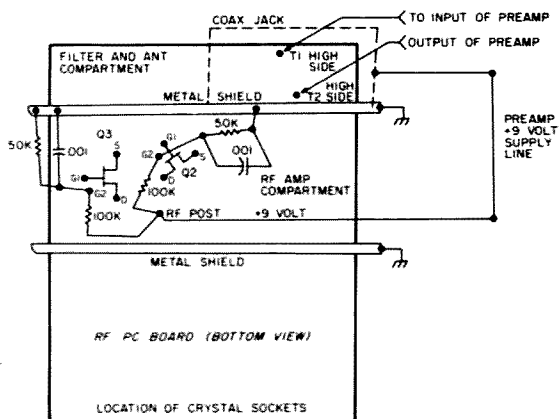 COAX JACK
TO INPUT OF PREAMP
OUTPUT OF PREAMP
FILTER AND ANT
COMPARTMENT
T1 HIGH
SIDE
HIGH
T2 SIDE
METAL SHIELD
50K
.001
Q3
S
G1
G2
D
100K
G1
G2
S
D
Q2
100K
50K
.001
RF AMP
COMPARTMENT
PREAMP
+9 VOLT
SUPPLY
LINE
RF POST
+9 VOLT
METAL SHIELD
RF PC BOARD (BOTTOM VIEW)
LOCATION OF CRYSTAL SOCKETS